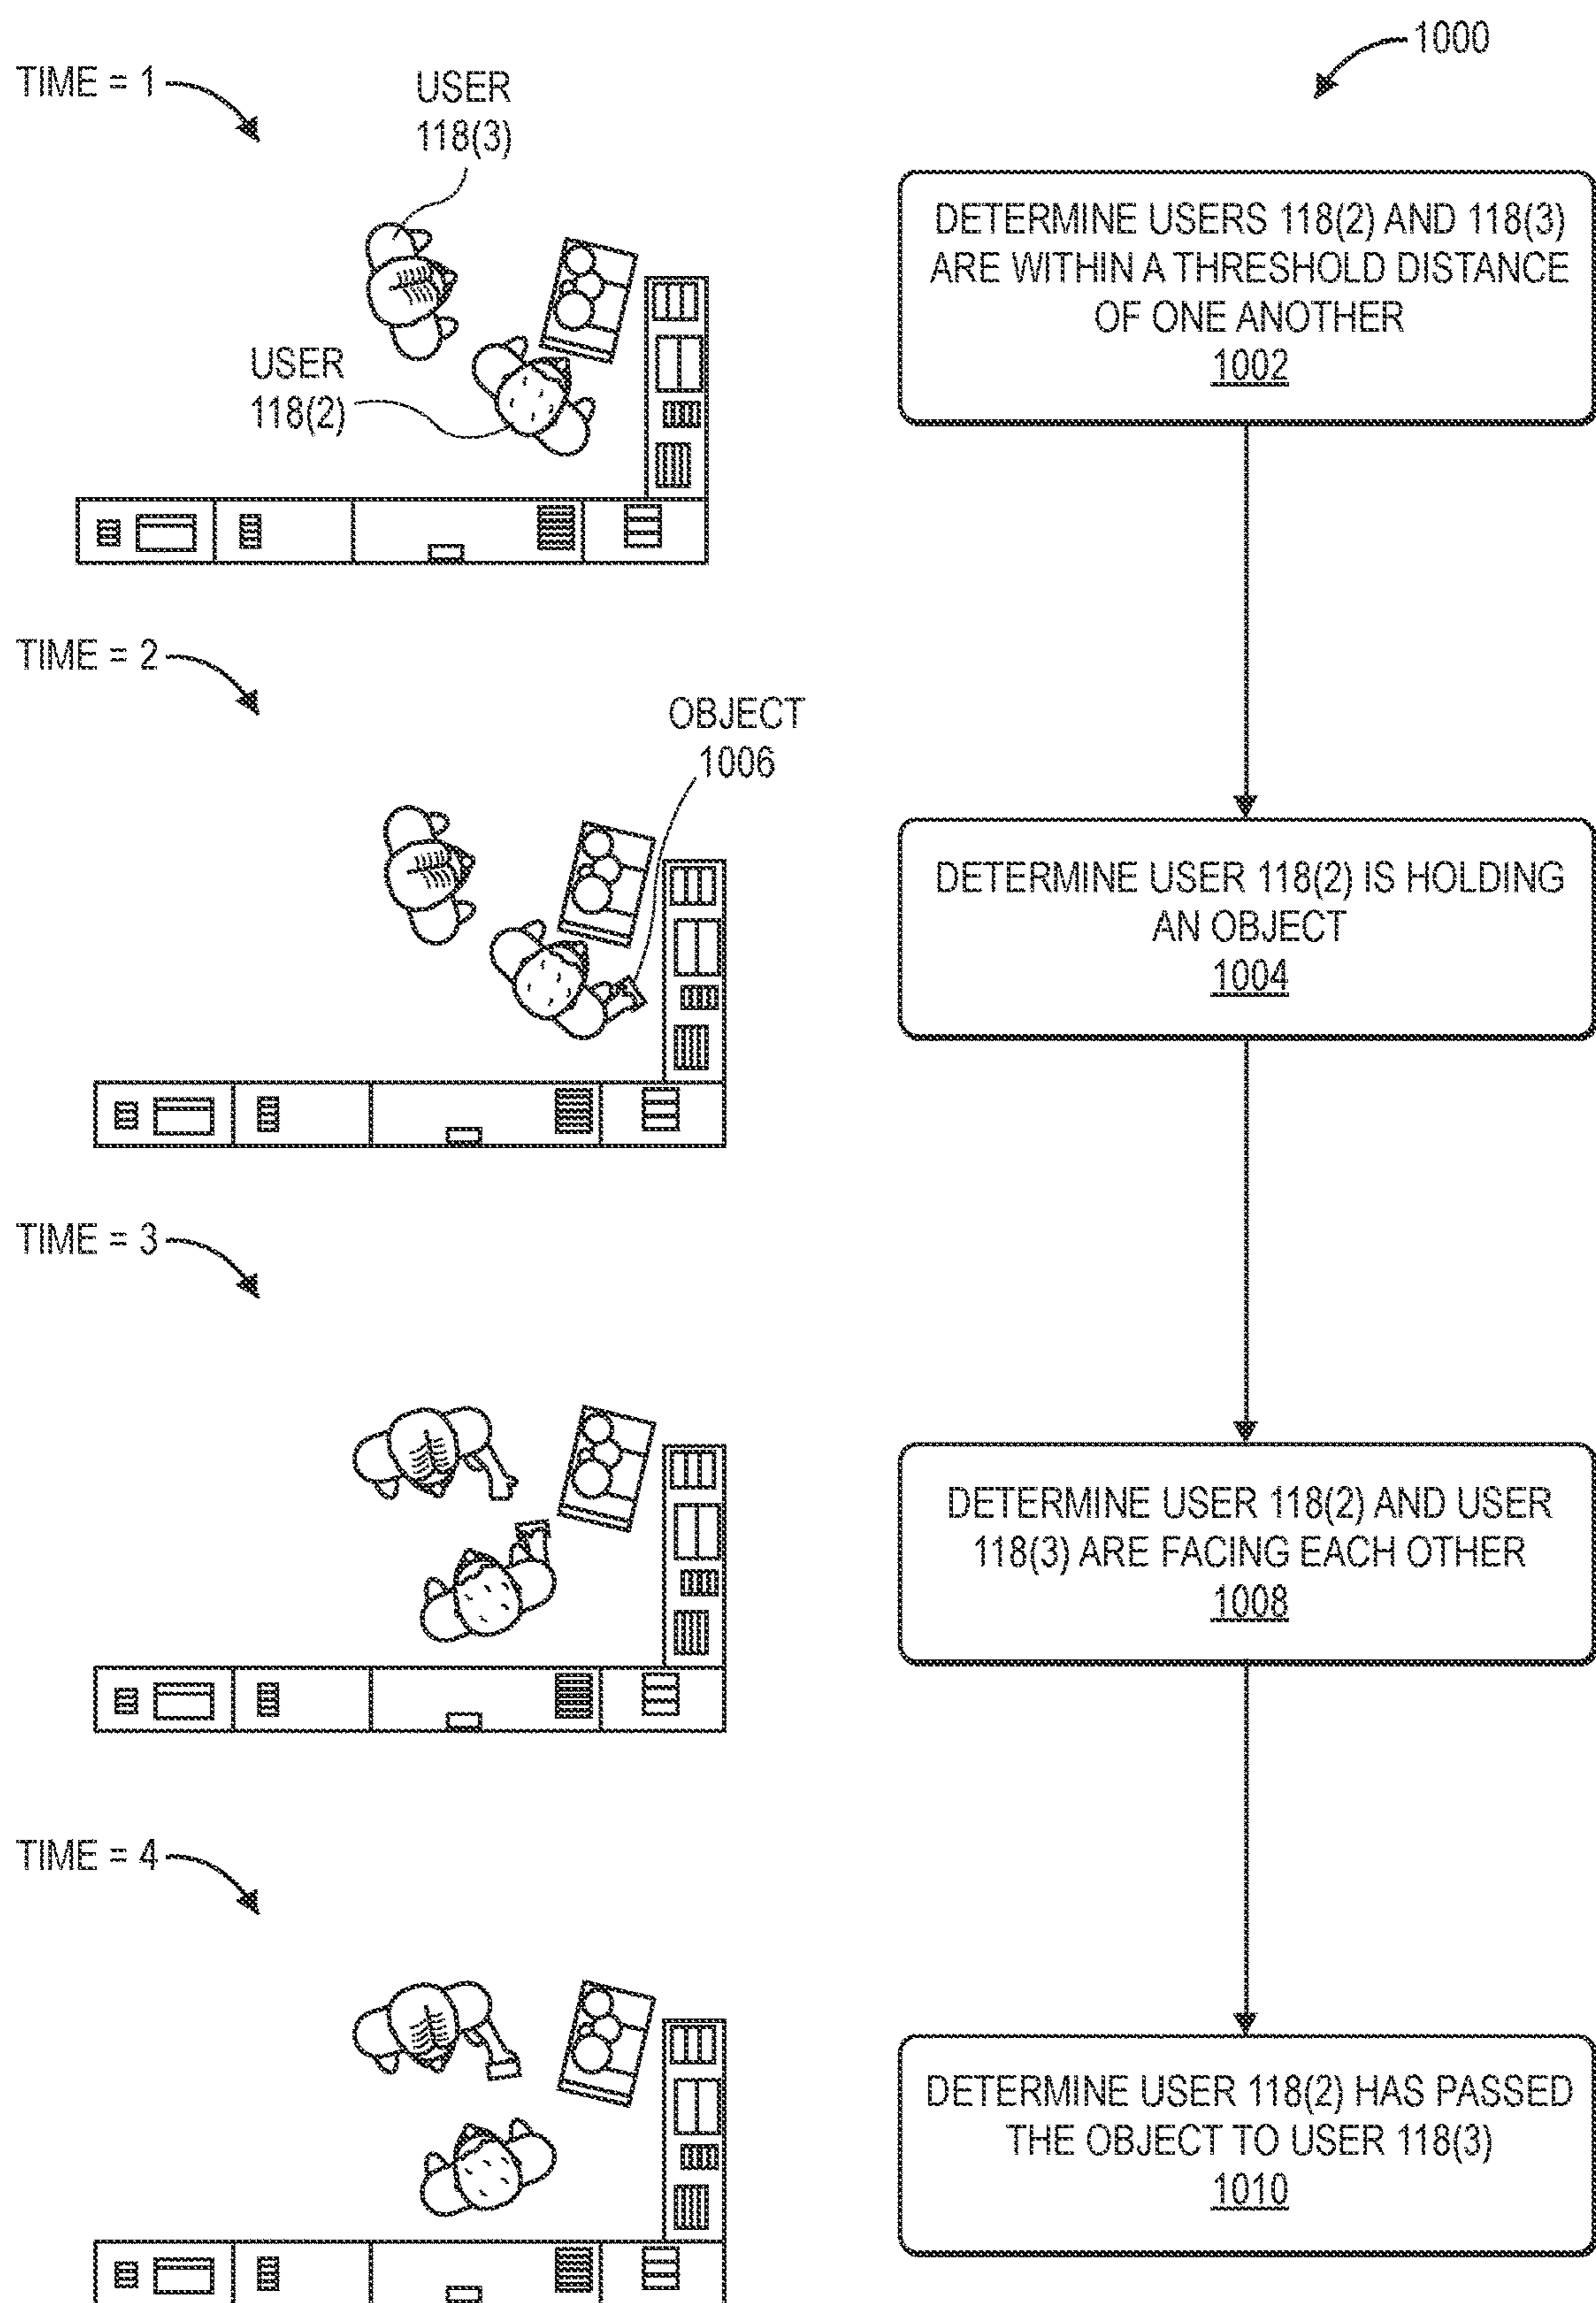 1000
TIME = 1
USER
118(3)
USER
118(2)
DETERMINE USERS 118(2) AND 118(3)
ARE WITHIN A THRESHOLD DISTANCE
OF ONE ANOTHER
1002
TIME = 2
OBJECT
1006
DETERMINE USER 118(2) IS HOLDING
AN OBJECT
1004
TIME = 3
DETERMINE USER 118(2) AND USER
118(3) ARE FACING EACH OTHER
1008
TIME = 4
DETERMINE USER 118(2) HAS PASSED
THE OBJECT TO USER 118(3)
1010